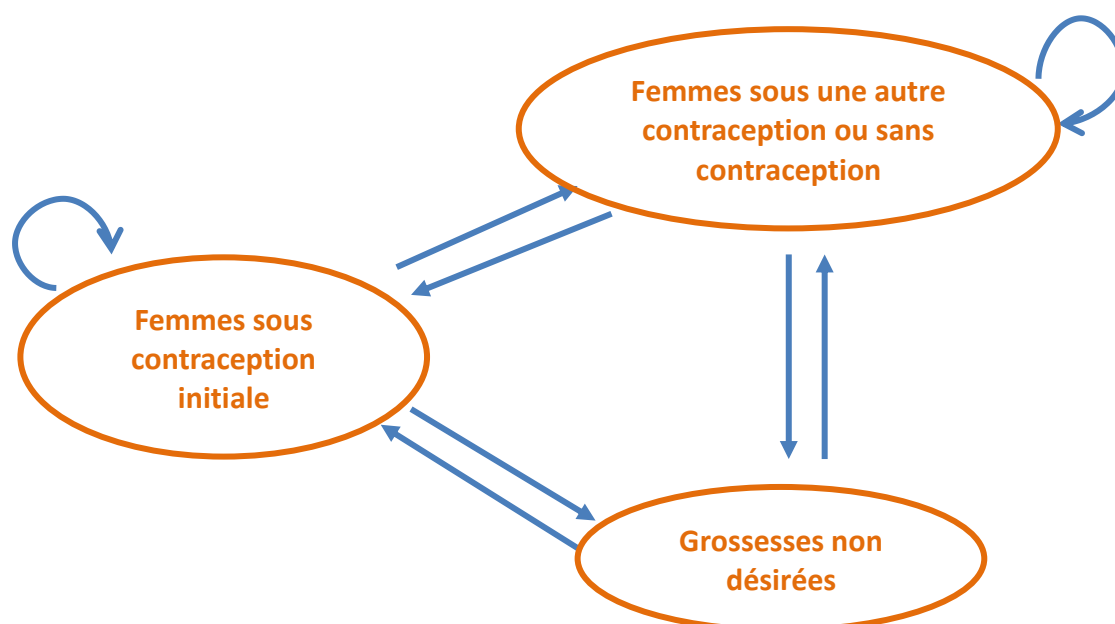 Femmes sous une autre
contraception ou sans
contraception
Femmes sous
contraception
initiale
Grossesses non
désirées